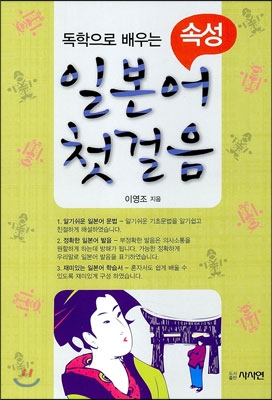 독학으로 배우는
속성
일본어
첫걸음
이영조 지음
1. 알기쉬운 일본어 문법 - 알기쉬운 기초문법을 알기쉽고
친절하게 해설하였습니다.
2. 정확한 일본어 발음 - 부정확한 발음은 의사소통을
원활하게 하는데 방해가 됩니다. 가능한 정확하게
우리말로 일본어 발음을 표기하였습니다.
3. 재미있는 일본어 학습서 - 혼자서도 쉽게 배울 수
있도록 재미있게 구성 하였습니다.
도서
출판 시사연